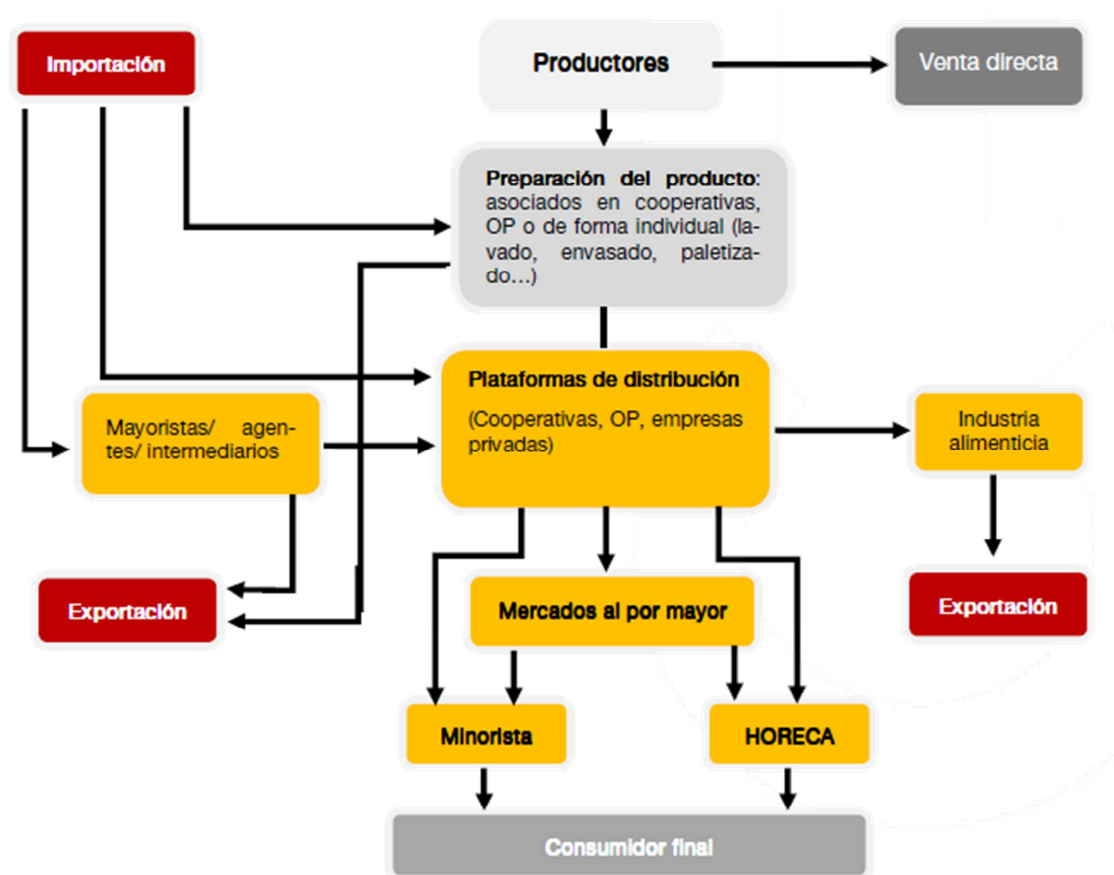 Importación
Productores
Venta directa
Preparación del producto:
asociados en cooperativas,
OP o de forma individual (la-
vado, envasado, paletiza-
do…)
Plataformas de distribución
(Cooperativas, OP, empresas
privadas)
Mayoristas/ agen-
tes/ intermediarios
Industria
alimenticia
Exportación
Mercados al por mayor
Exportación
Minorista
HORECA
Consumidor final